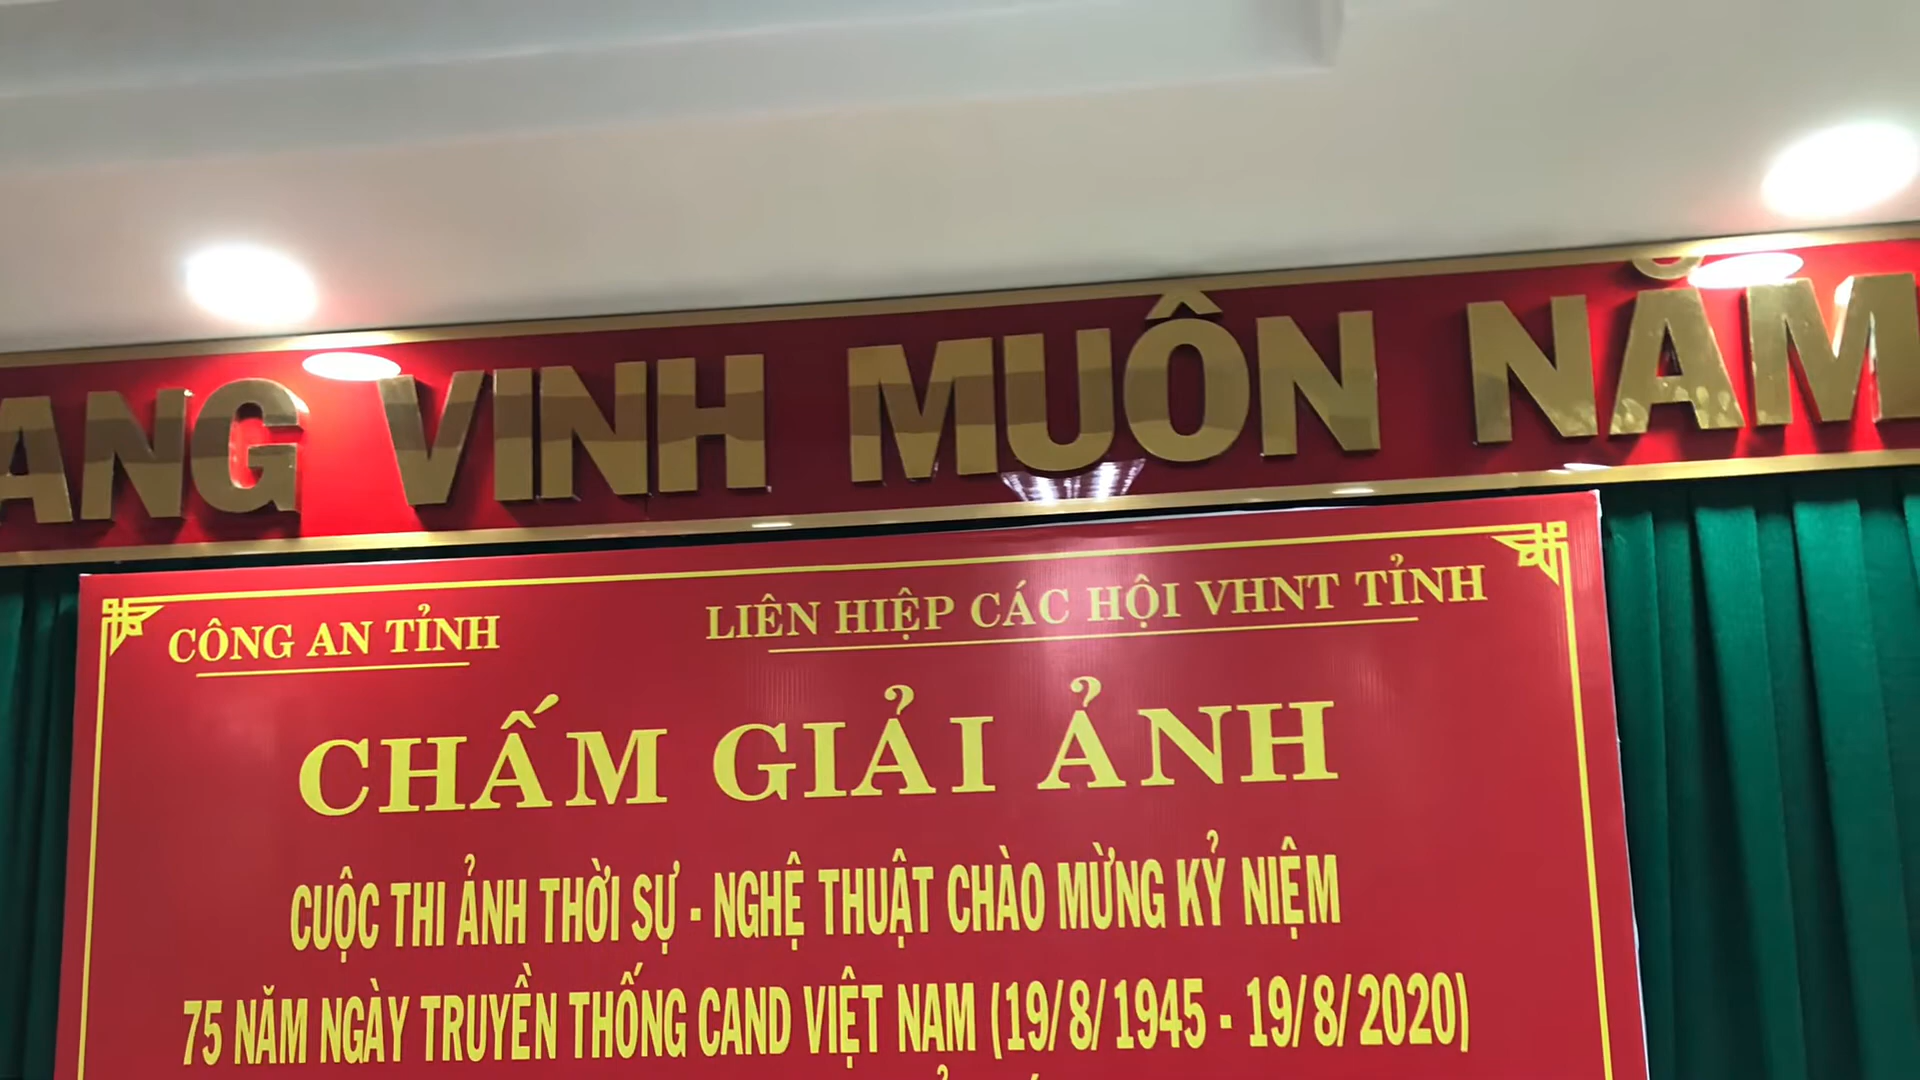 ANG VINH MUÔN NĂM
CÔNG AN TỈNH
LIÊN HIỆP CÁC HỘI VHNT TỈNH
CHẤM GIẢI ẢNH
CUỘC THI ẢNH THỜI SỰ - NGHỆ THUẬT CHÀO MỪNG KỶ NIỆM
75 NĂM NGÀY TRUYỀN THỐNG CAND VIỆT NAM (19/8/1945 - 19/8/2020)